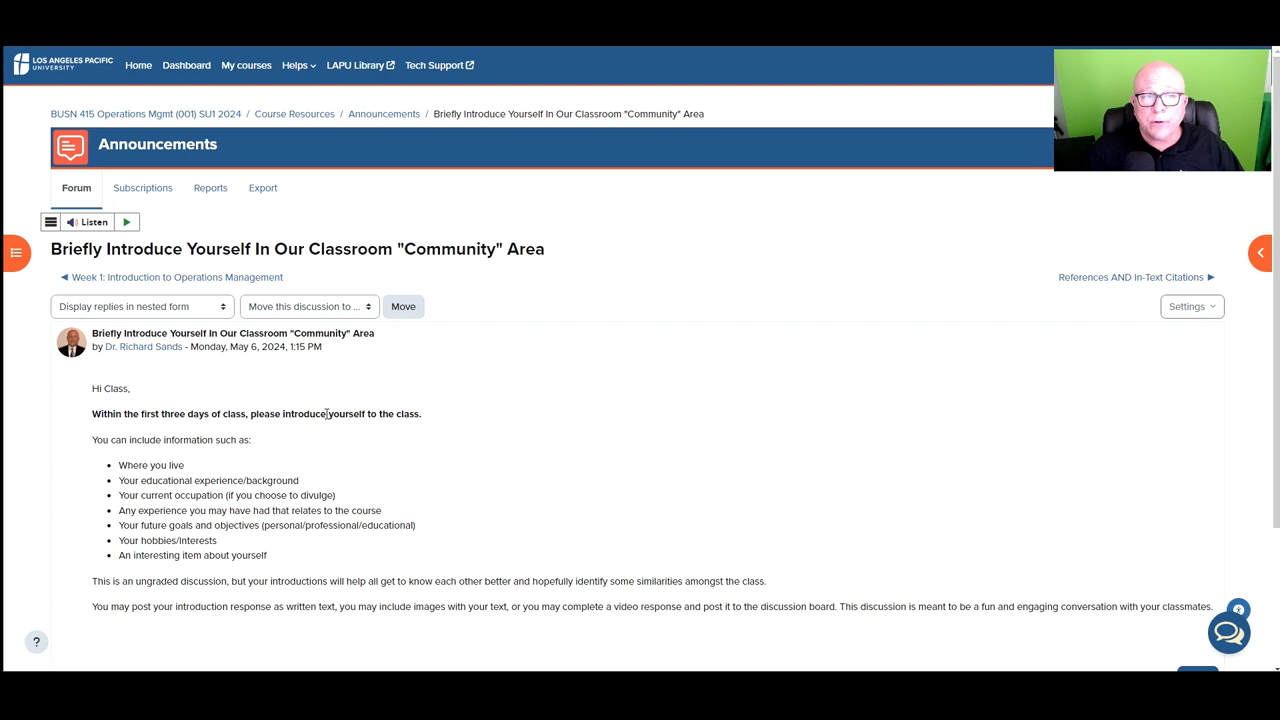 LOS ANGELES PACIFIC
UNIVERSITY
Home Dashboard My courses Helps LAPU Library Tech Support
BUSN 415 Operations Mgmt (001) SU1 2024 / Course Resources / Announcements / Briefly Introduce Yourself In Our Classroom "Community" Area
Announcements
Forum Subscriptions Reports Export
Listen
Briefly Introduce Yourself In Our Classroom "Community" Area
◀ Week 1: Introduction to Operations Management References AND In-Text Citations ▶
Display replies in nested form Move this discussion to ... Move Settings
Briefly Introduce Yourself In Our Classroom "Community" Area
by Dr. Richard Sands - Monday, May 6, 2024, 1:15 PM
Hi Class,
Within the first three days of class, please introduce yourself to the class.
You can include information such as:
• Where you live
• Your educational experience/background
• Your current occupation (if you choose to divulge)
• Any experience you may have had that relates to the course
• Your future goals and objectives (personal/professional/educational)
• Your hobbies/Interests
• An interesting item about yourself
This is an ungraded discussion, but your introductions will help all get to know each other better and hopefully identify some similarities amongst the class.
You may post your introduction response as written text, you may include images with your text, or you may complete a video response and post it to the discussion board. This discussion is meant to be a fun and engaging conversation with your classmates.
?